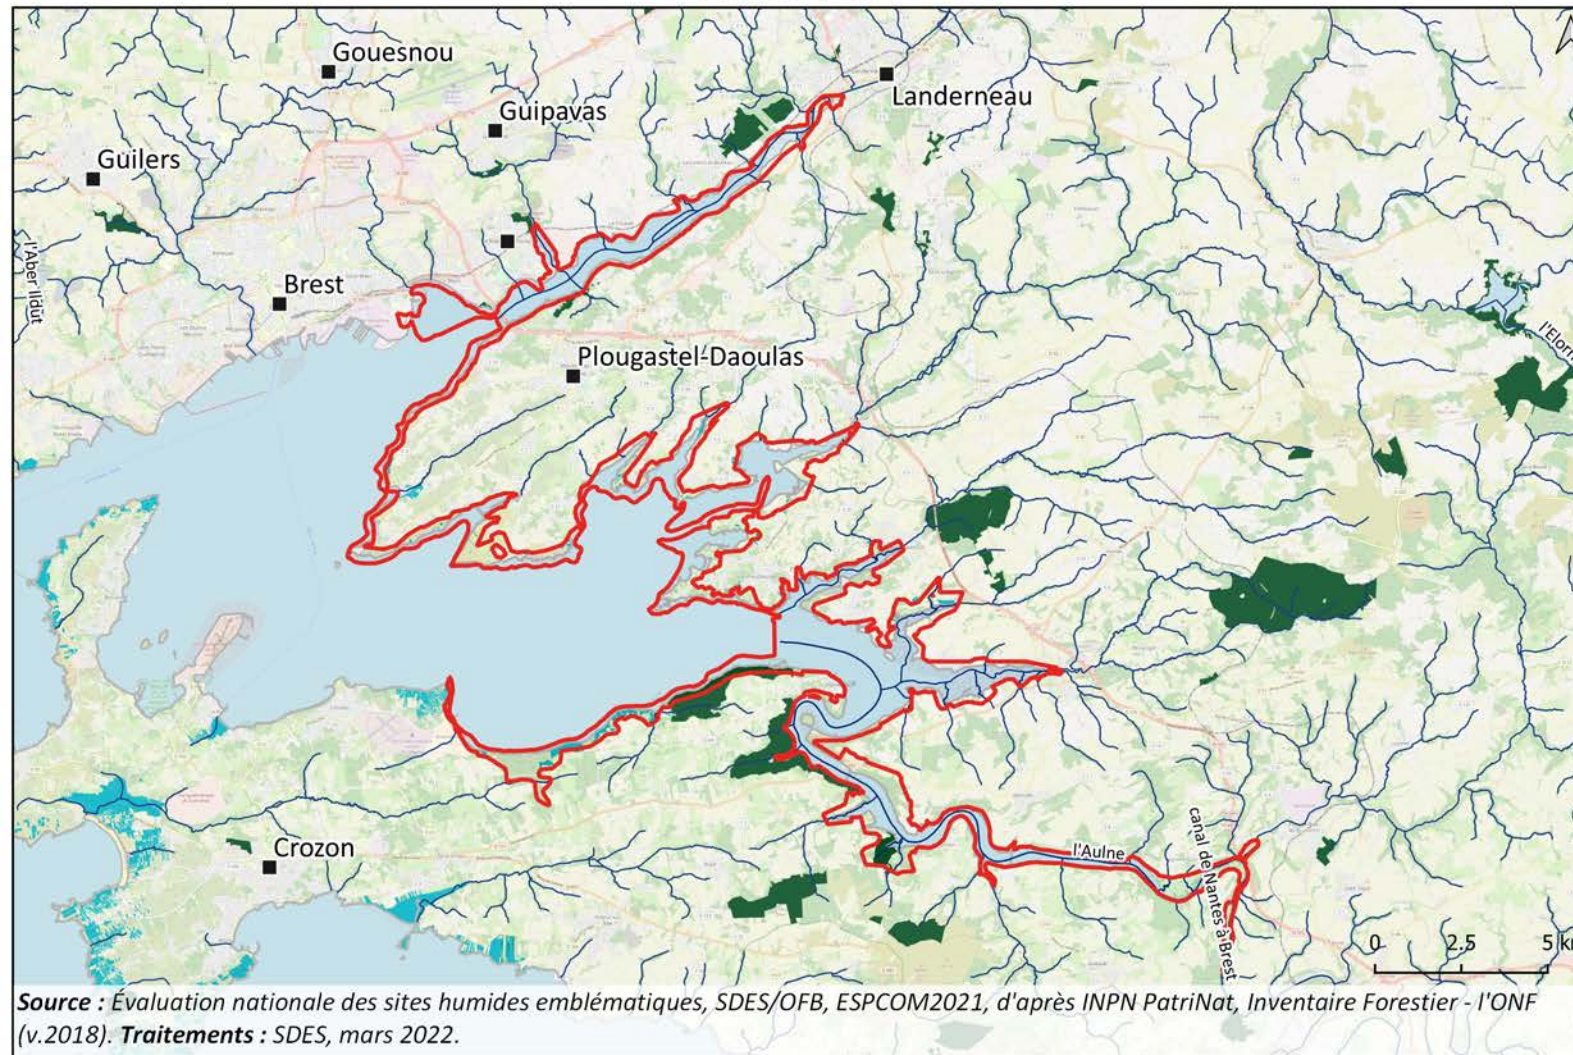 Gouesnou
Landerneau
Guipavas
Guilers
l'Aber Ildut
Brest
l'Elorn
Plougastel-Daoulas
l'Aulne
canal de Nantes à Brest
Crozon
0 2.5 5 km
Source : Évaluation nationale des sites humides emblématiques, SDES/OFB, ESPCOM2021, d'après INPN PatriNat, Inventaire Forestier - l'ONF
(v.2018). Traitements : SDES, mars 2022.